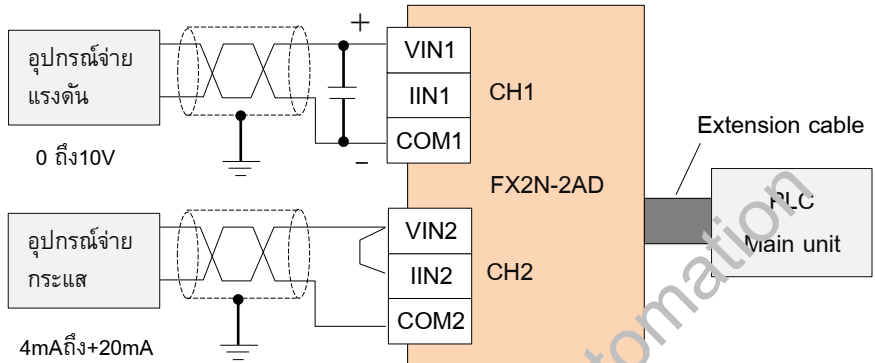 อุปกรณ์จ่าย
แรงดัน
0 ถึง10V
+
-
VIN1
IIN1
COM1
CH1
FX2N-2AD
Extension cable
PLC
Main unit
อุปกรณ์จ่าย
กระแส
4mAถึง+20mA
VIN2
IIN2
COM2
CH2
utomation